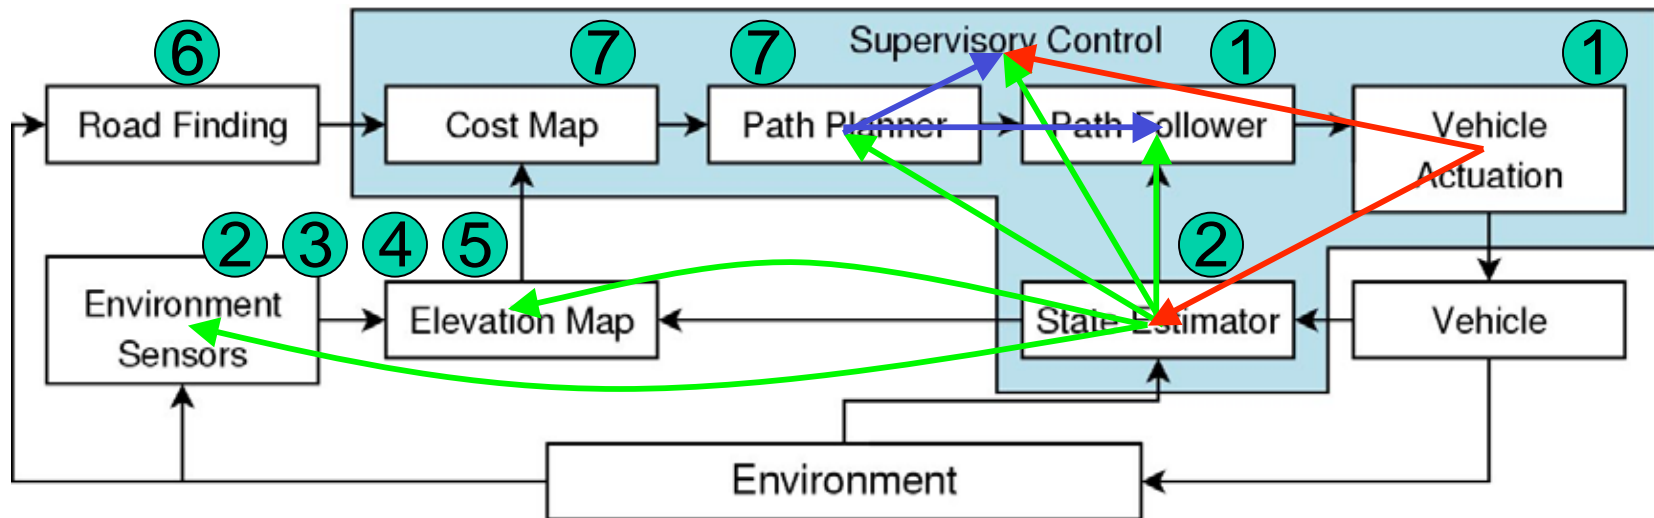 Supervisory Control
6
7
7
1
1
Road Finding
Cost Map
Path Planner
Path Follower
Vehicle
Actuation
2
3
4
5
2
Environment
Sensors
Elevation Map
State Estimator
Vehicle
Environment